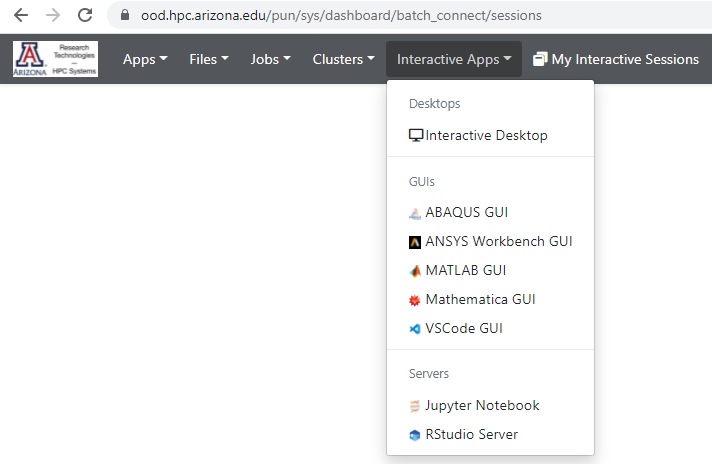 ood.hpc.arizona.edu/pun/sys/dashboard/batch_connect/sessions
A
ARIZONA
Research
Technologies
—
HPC Systems
Apps
Files
Jobs
Clusters
Interactive Apps
My Interactive Sessions
Desktops
Interactive Desktop
GUIs
ABAQUS GUI
ANSYS Workbench GUI
MATLAB GUI
Mathematica GUI
VSCode GUI
Servers
Jupyter Notebook
RStudio Server